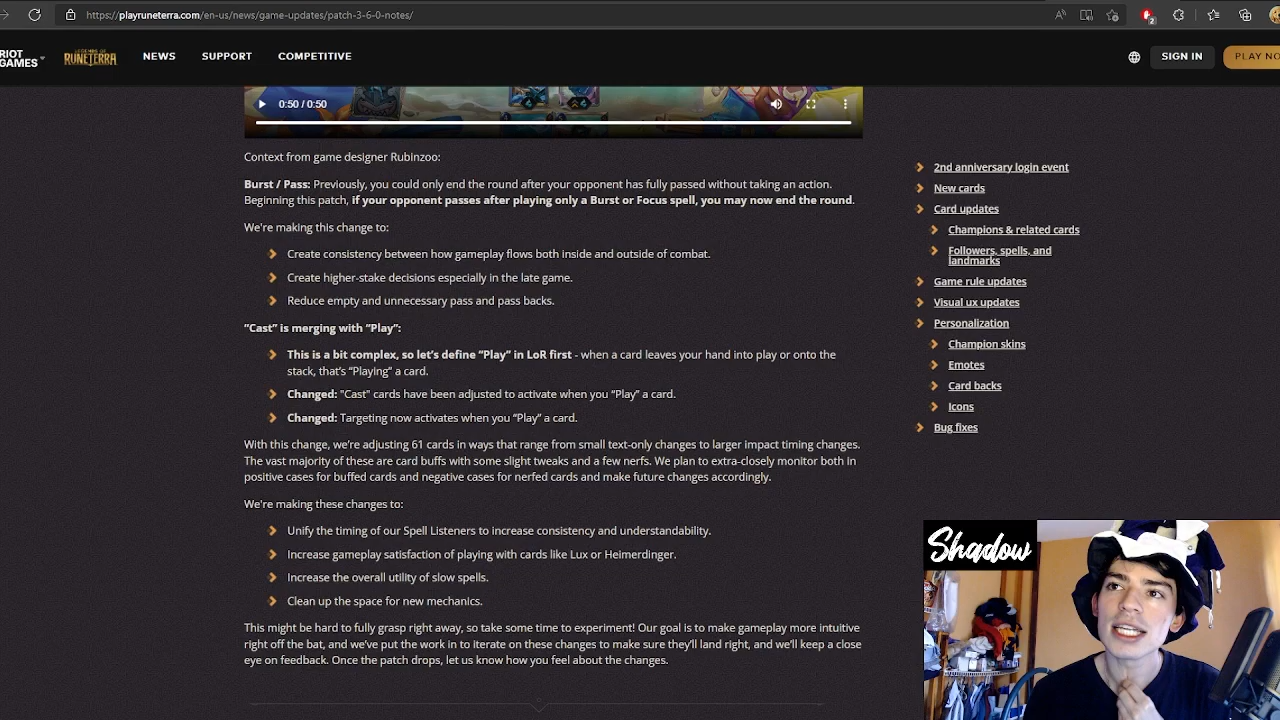 https://playruneterra.com/en-us/news/game-updates/patch-3-6-0-notes/
2
RIOT
GAMES
LEGENDS OF
RUNETERRA
NEWS
SUPPORT
COMPETITIVE
SIGN IN
PLAY NO
0:50 / 0:50
Context from game designer Rubinzoo:
Burst / Pass: Previously, you could only end the round after your opponent has fully passed without taking an action.
Beginning this patch, if your opponent passes after playing only a Burst or Focus spell, you may now end the round.
We're making this change to:
Create consistency between how gameplay flows both inside and outside of combat.
Create higher-stake decisions especially in the late game.
Reduce empty and unnecessary pass and pass backs.
“Cast” is merging with “Play”:
This is a bit complex, so let’s define “Play” in LoR first - when a card leaves your hand into play or onto the
stack, that’s “Playing” a card.
Changed: "Cast" cards have been adjusted to activate when you “Play” a card.
Changed: Targeting now activates when you “Play” a card.
With this change, we’re adjusting 61 cards in ways that range from small text-only changes to larger impact timing changes.
The vast majority of these are card buffs with some slight tweaks and a few nerfs. We plan to extra-closely monitor both in
positive cases for buffed cards and negative cases for nerfed cards and make future changes accordingly.
We're making these changes to:
Unify the timing of our Spell Listeners to increase consistency and understandability.
Increase gameplay satisfaction of playing with cards like Lux or Heimerdinger.
Increase the overall utility of slow spells.
Clean up the space for new mechanics.
This might be hard to fully grasp right away, so take some time to experiment! Our goal is to make gameplay more intuitive
right off the bat, and we’ve put the work in to iterate on these changes to make sure they’ll land right, and we’ll keep a close
eye on feedback. Once the patch drops, let us know how you feel about the changes.
2nd anniversary login event
New cards
Card updates
Champions & related cards
Followers, spells, and
landmarks
Game rule updates
Visual ux updates
Personalization
Champion skins
Emotes
Card backs
Icons
Bug fixes
Shadow